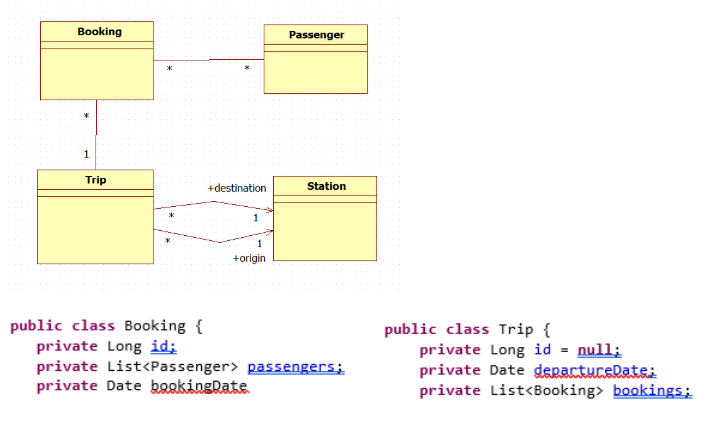 Booking
Passenger
*
*
*
1
Trip
Station
+destination
*
1
*
1
+origin
public class Booking {
private Long id;
private List<Passenger> passengers;
private Date bookingDate
public class Trip {
private Long id = null;
private Date departureDate;
private List<Booking> bookings;